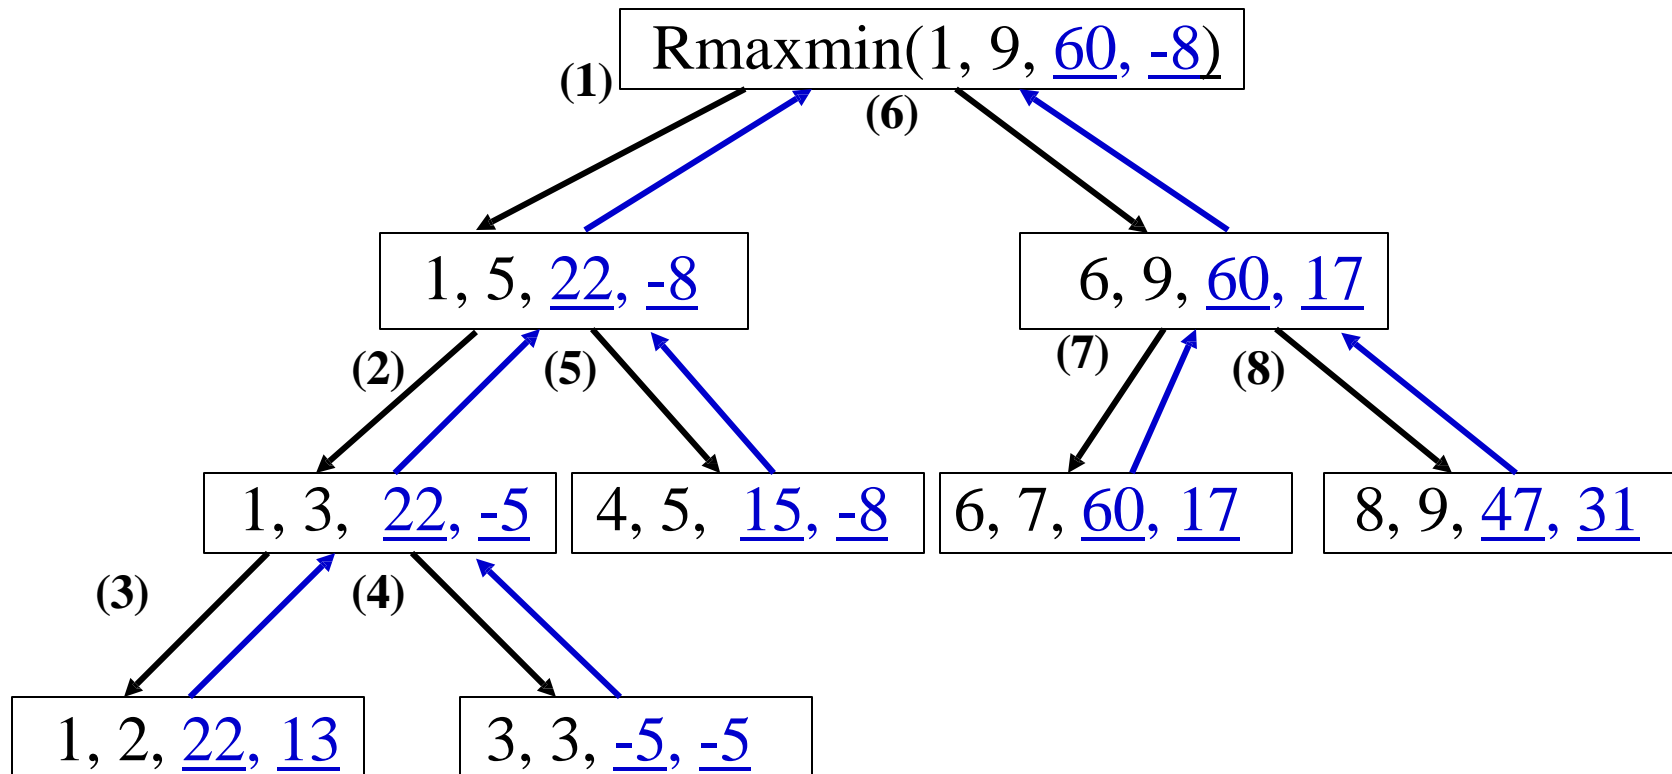 Rmaxmin(1, 9, 60, -8)
(1)
(6)
1, 5, 22, -8
6, 9, 60, 17
(2)
(5)
(7)
(8)
1, 3, 22, -5
4, 5, 15, -8
6, 7, 60, 17
8, 9, 47, 31
(3)
(4)
1, 2, 22, 13
3, 3, -5, -5